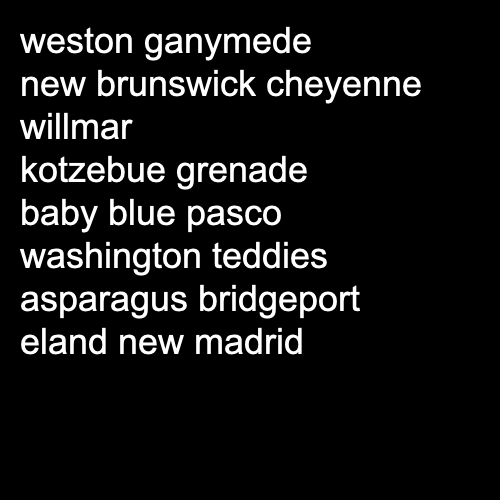 weston ganymede
new brunswick cheyenne
willmar
kotzebue grenade
baby blue pasco
washington teddies
asparagus bridgeport
eland new madrid